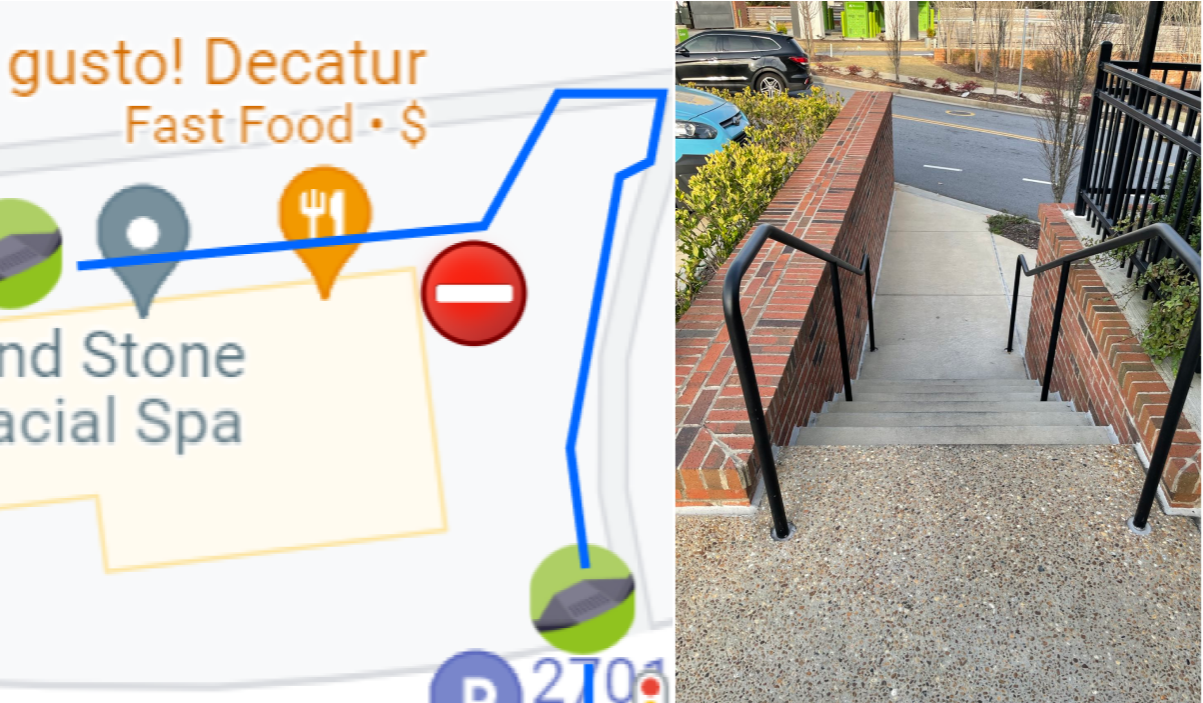 gusto! Decatur
Fast Food • $
nd Stone
acial Spa
P 2701